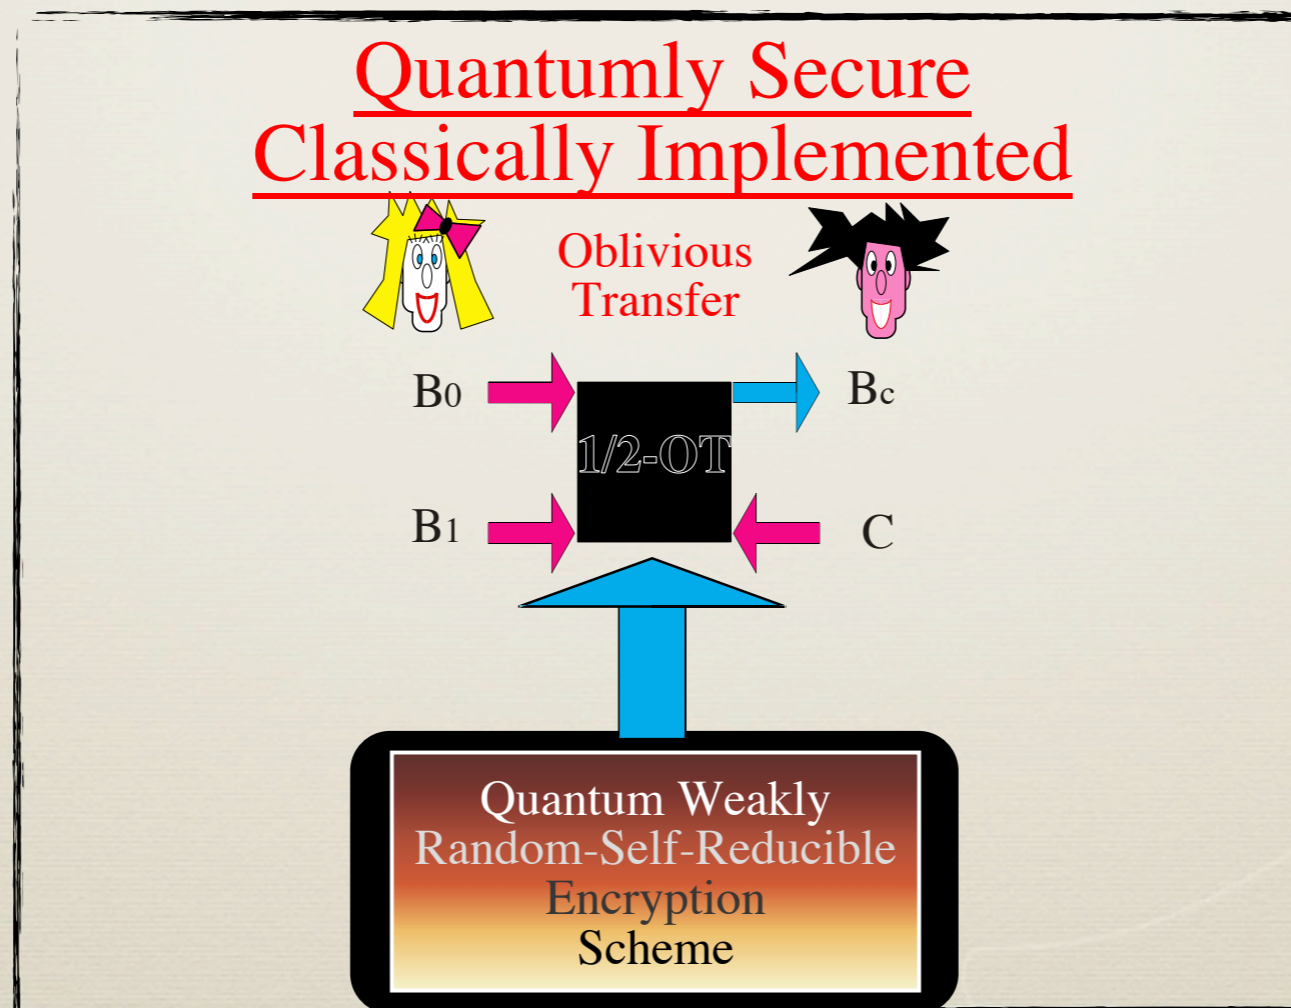 Quantumly Secure
Classically Implemented
Oblivious
Transfer
B0
Bc
1/2-OT
B1
C
Quantum Weakly
Random-Self-Reducible
Encryption
Scheme